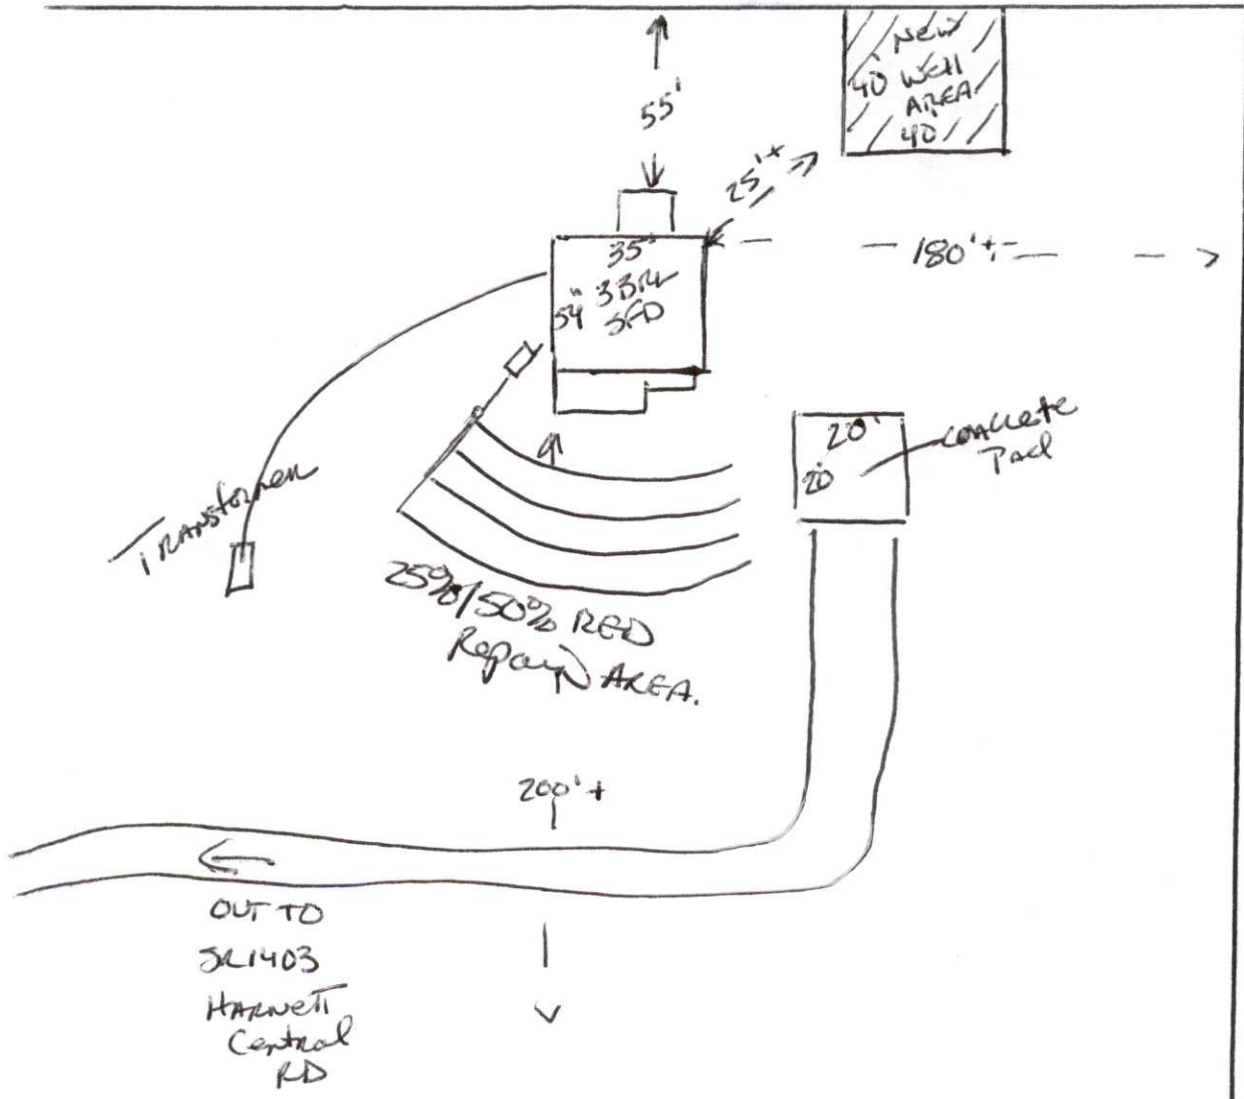 55'
NEW
40' WELL
AREA
40
25'+
180'+-
35'
54" 3BR
SFD
20'
20
CONCRETE
PAD
TRANSFORMER
25%/50% RED
Repair AREA.
200'+
OUT TO
SR1403
HARNETT
Central
RD